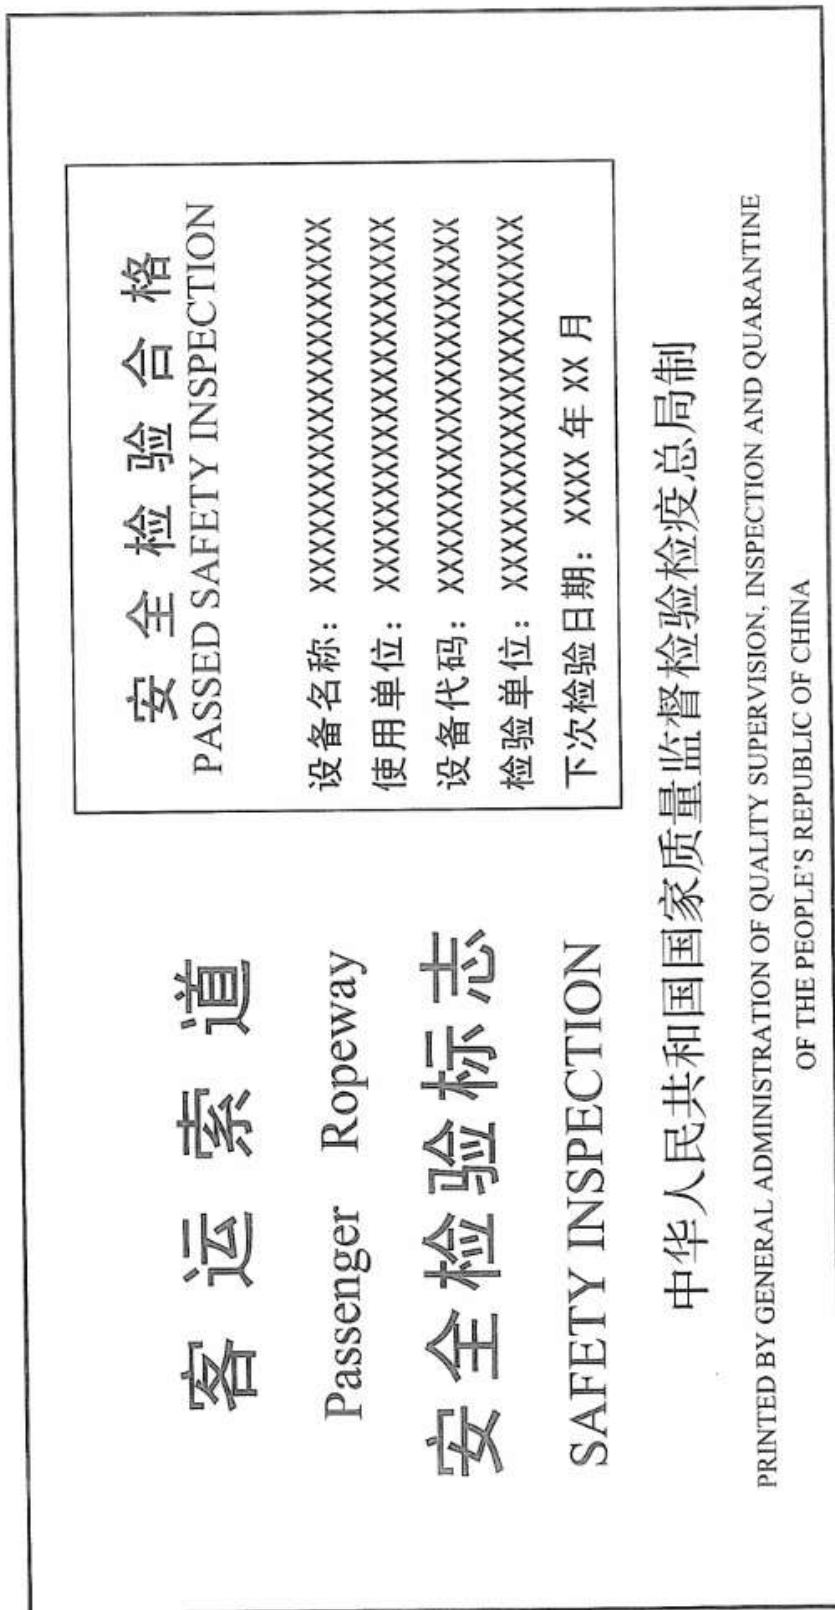 客运索道
Passenger Ropeway
安全检验标志
SAFETY INSPECTION
安全检验合格
PASSED SAFETY INSPECTION
设备名称：XXXXXXXXXXXXXXXXXXXXXXX
使用单位：XXXXXXXXXXXXXXXXXXXXXXX
设备代码：XXXXXXXXXXXXXXXXXXXXXXX
检验单位：XXXXXXXXXXXXXXXXXXXXXXX
下次检验日期：XXXX 年 XX 月
中华人民共和国国家质量监督检验检疫总局制
PRINTED BY GENERAL ADMINISTRATION OF QUALITY SUPERVISION, INSPECTION AND QUARANTINE
OF THE PEOPLE'S REPUBLIC OF CHINA